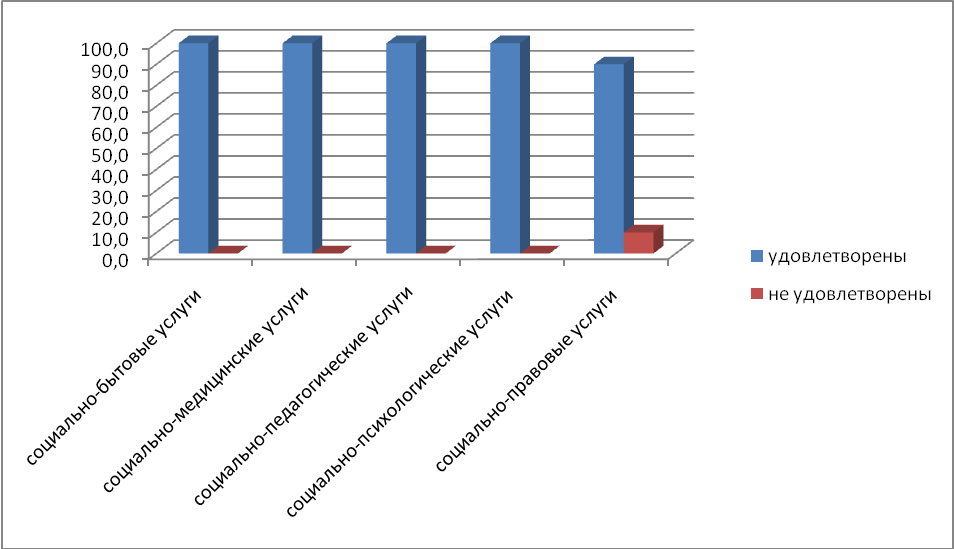 100,0
90,0
80,0
70,0
60,0
50,0
40,0
30,0
20,0
10,0
0,0
социально-бытовые услуги
социально-медицинские услуги
социально-педагогические услуги
социально-психологические услуги
социально-правовые услуги
удовлетворены
не удовлетворены